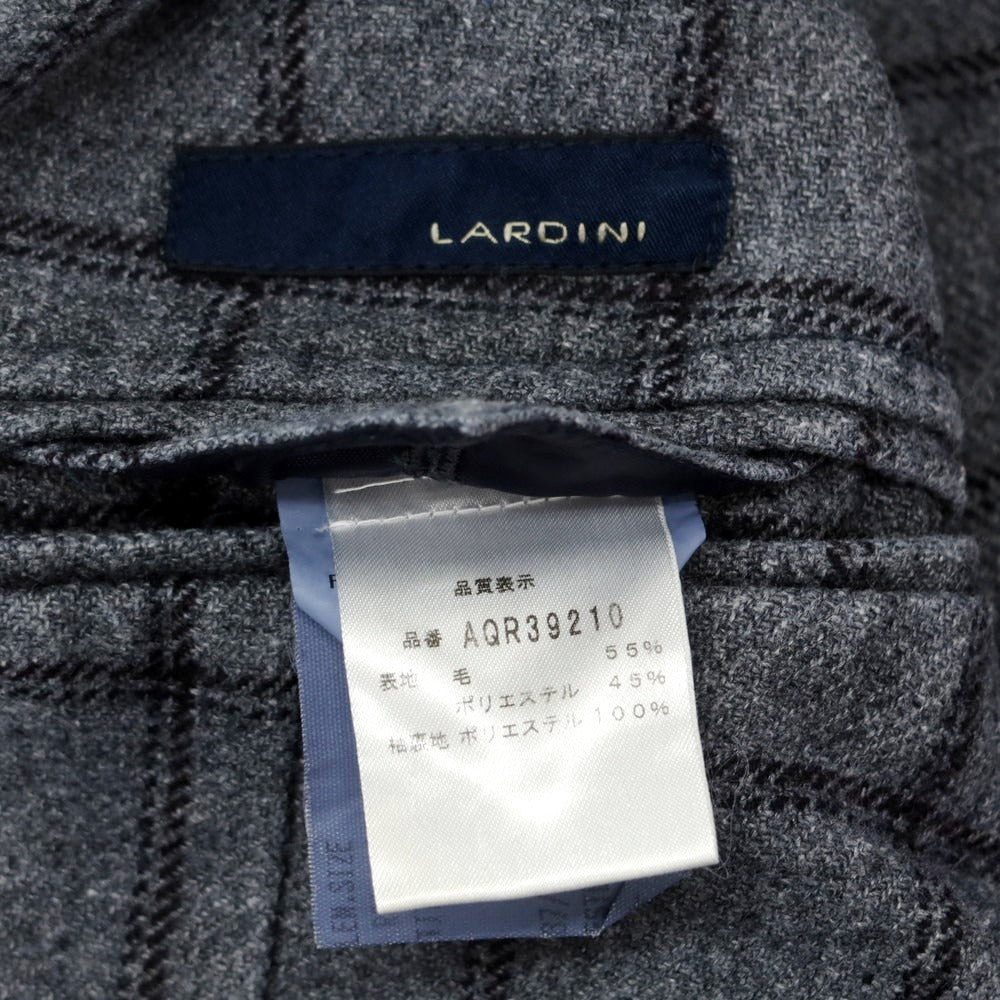 LARDINI
品質表示
品番 AQR39210
表地 毛 55%
ポリエステル 45%
袖裏地 ポリエステル 100%